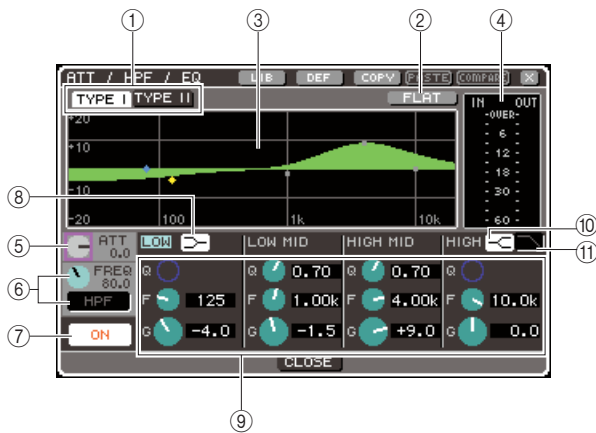 ① ③ ② ④
ATT / HPF / EQ LIB DEF COPY PASTE COMPARE X
TYPE I TYPE II FLAT IN OUT
+20 -OVER-
6
+10 12
18
-10 30
-20 100 1k 10k 60
⑧ ⑩
⑤ ATT 0.0 LOW LOW MID HIGH MID HIGH ⑪
⑥ FREQ 80.0 Q Q 0.70 Q 0.70 Q
HPF F 125 F 1.00k F 4.00k F 10.0k
⑦ ON G -4.0 G -1.5 G +9.0 G 0.0
CLOSE
⑨